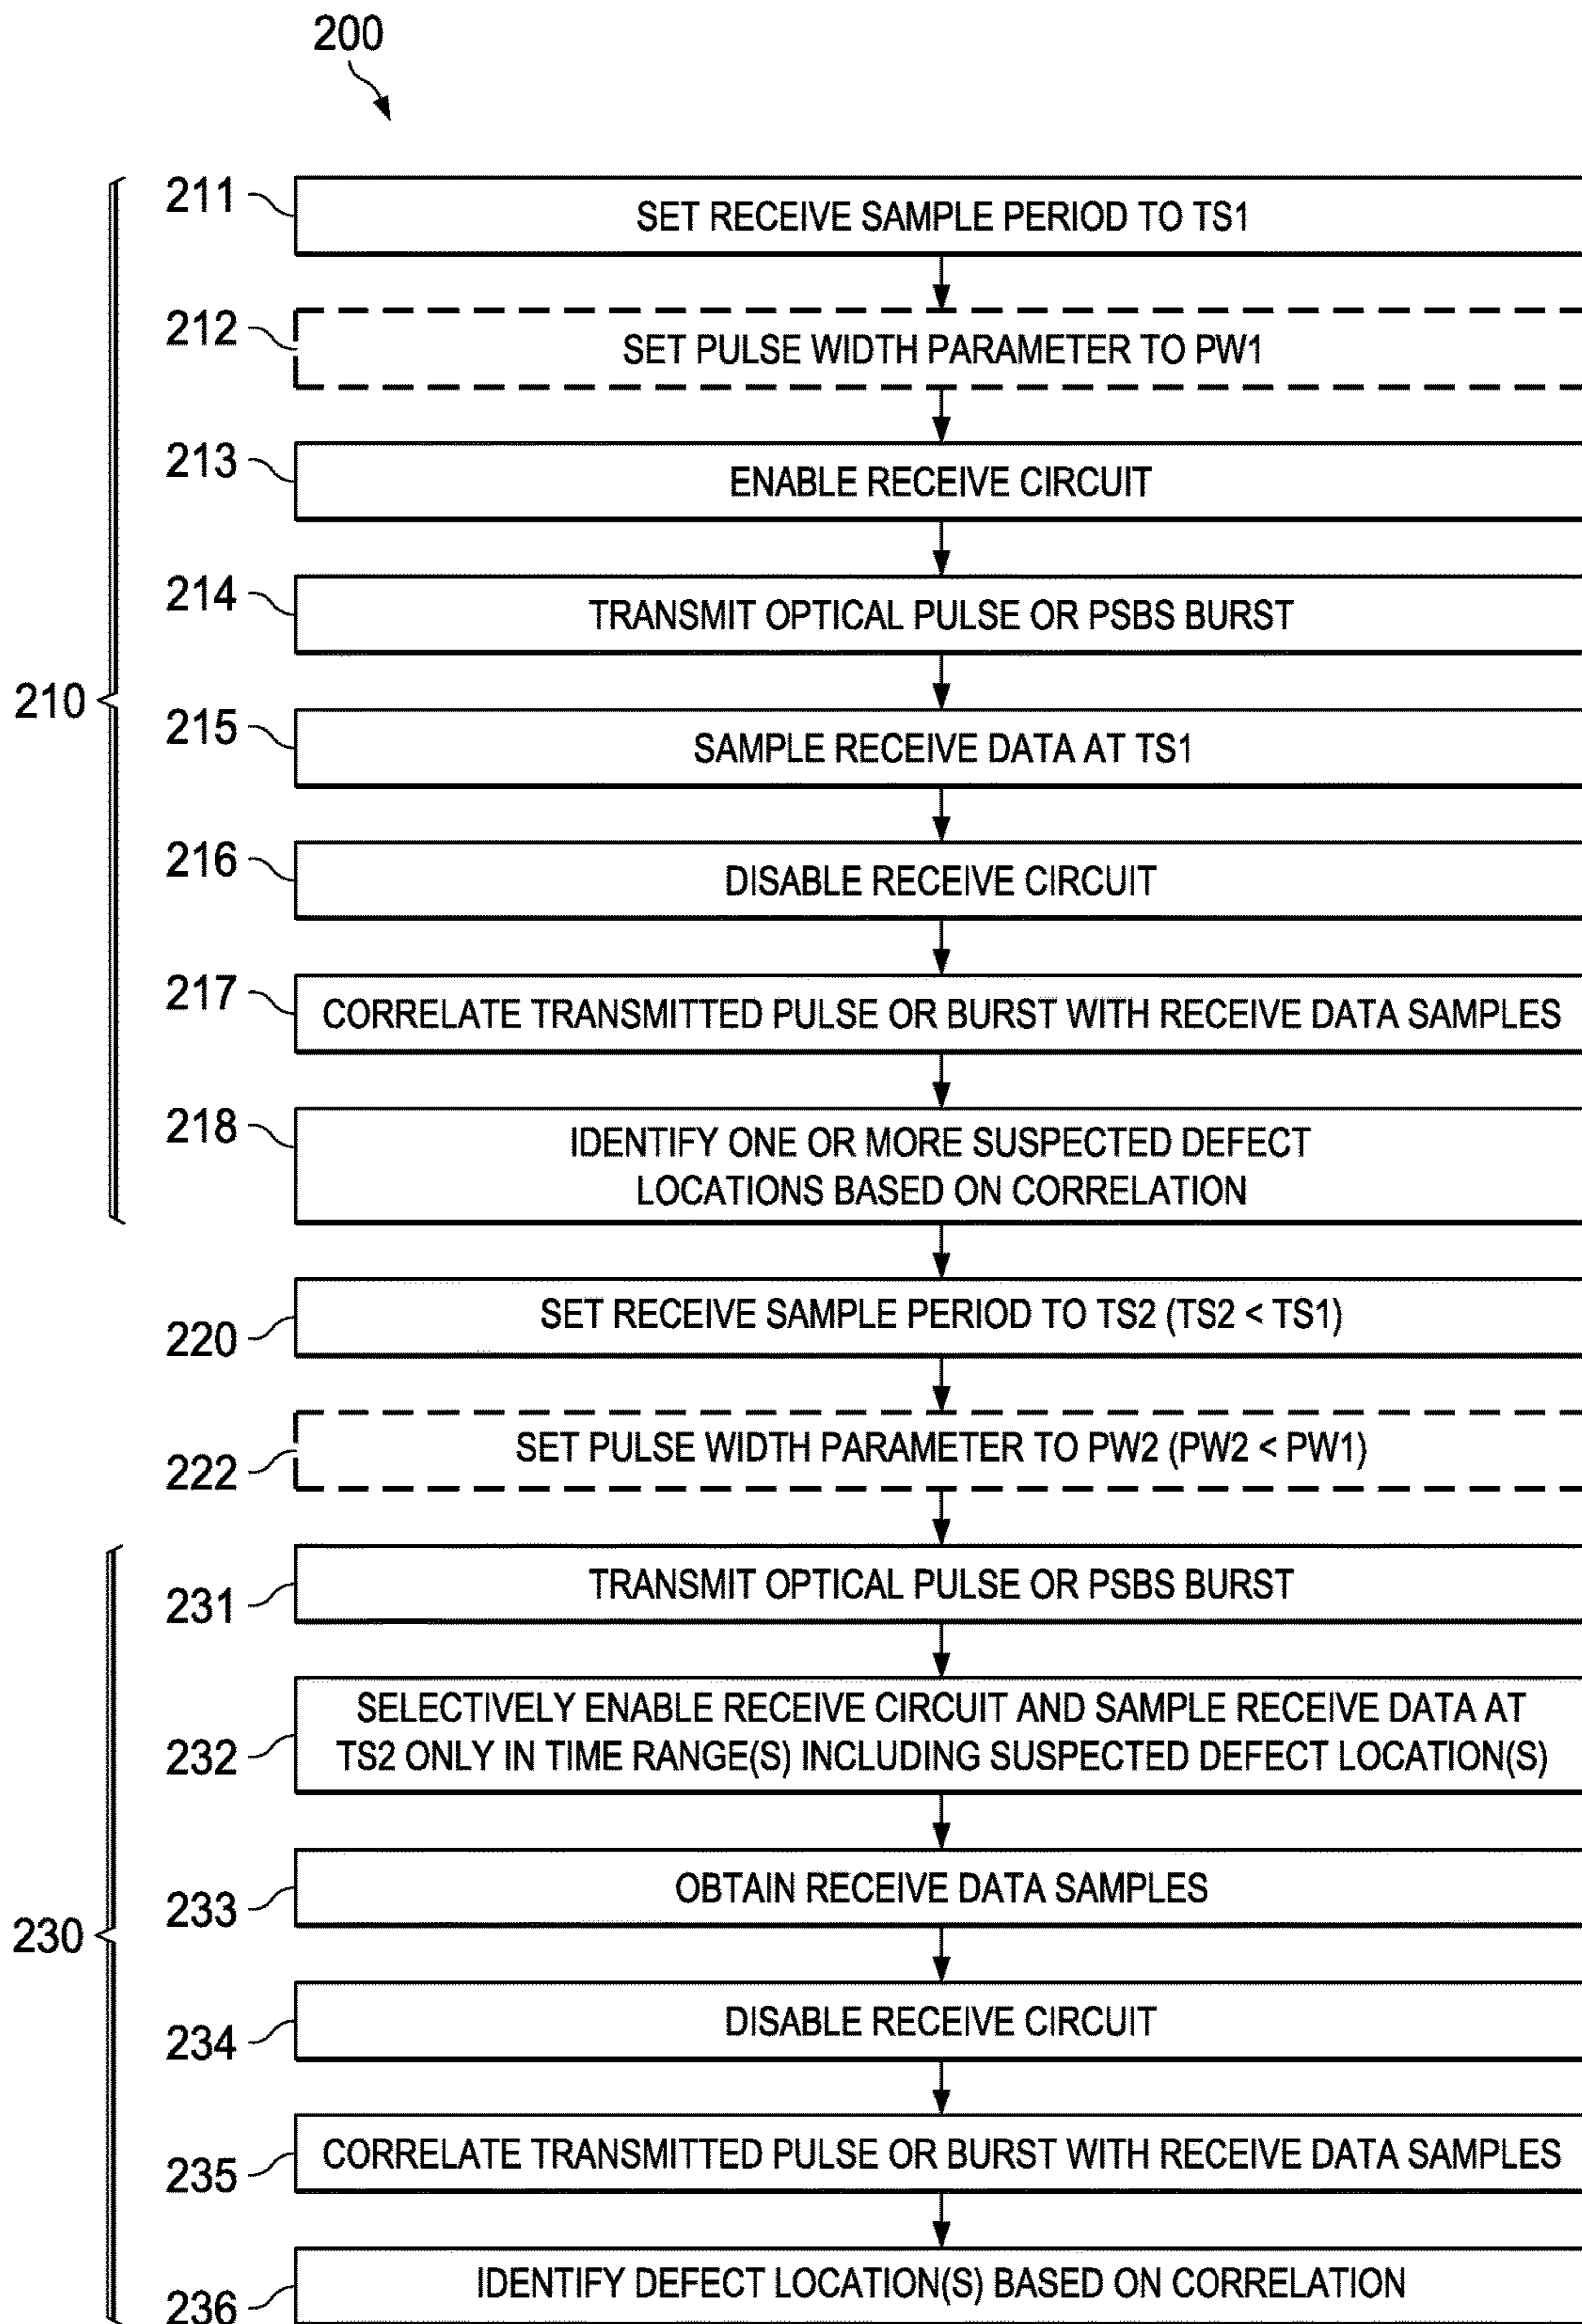 200
211
SET RECEIVE SAMPLE PERIOD TO TS1
212
SET PULSE WIDTH PARAMETER TO PW1
213
ENABLE RECEIVE CIRCUIT
214
TRANSMIT OPTICAL PULSE OR PSBS BURST
210
215
SAMPLE RECEIVE DATA AT TS1
216
DISABLE RECEIVE CIRCUIT
217
CORRELATE TRANSMITTED PULSE OR BURST WITH RECEIVE DATA SAMPLES
218
IDENTIFY ONE OR MORE SUSPECTED DEFECT
LOCATIONS BASED ON CORRELATION
220
SET RECEIVE SAMPLE PERIOD TO TS2 (TS2 < TS1)
222
SET PULSE WIDTH PARAMETER TO PW2 (PW2 < PW1)
231
TRANSMIT OPTICAL PULSE OR PSBS BURST
232
SELECTIVELY ENABLE RECEIVE CIRCUIT AND SAMPLE RECEIVE DATA AT
TS2 ONLY IN TIME RANGE(S) INCLUDING SUSPECTED DEFECT LOCATION(S)
233
OBTAIN RECEIVE DATA SAMPLES
230
234
DISABLE RECEIVE CIRCUIT
235
CORRELATE TRANSMITTED PULSE OR BURST WITH RECEIVE DATA SAMPLES
236
IDENTIFY DEFECT LOCATION(S) BASED ON CORRELATION